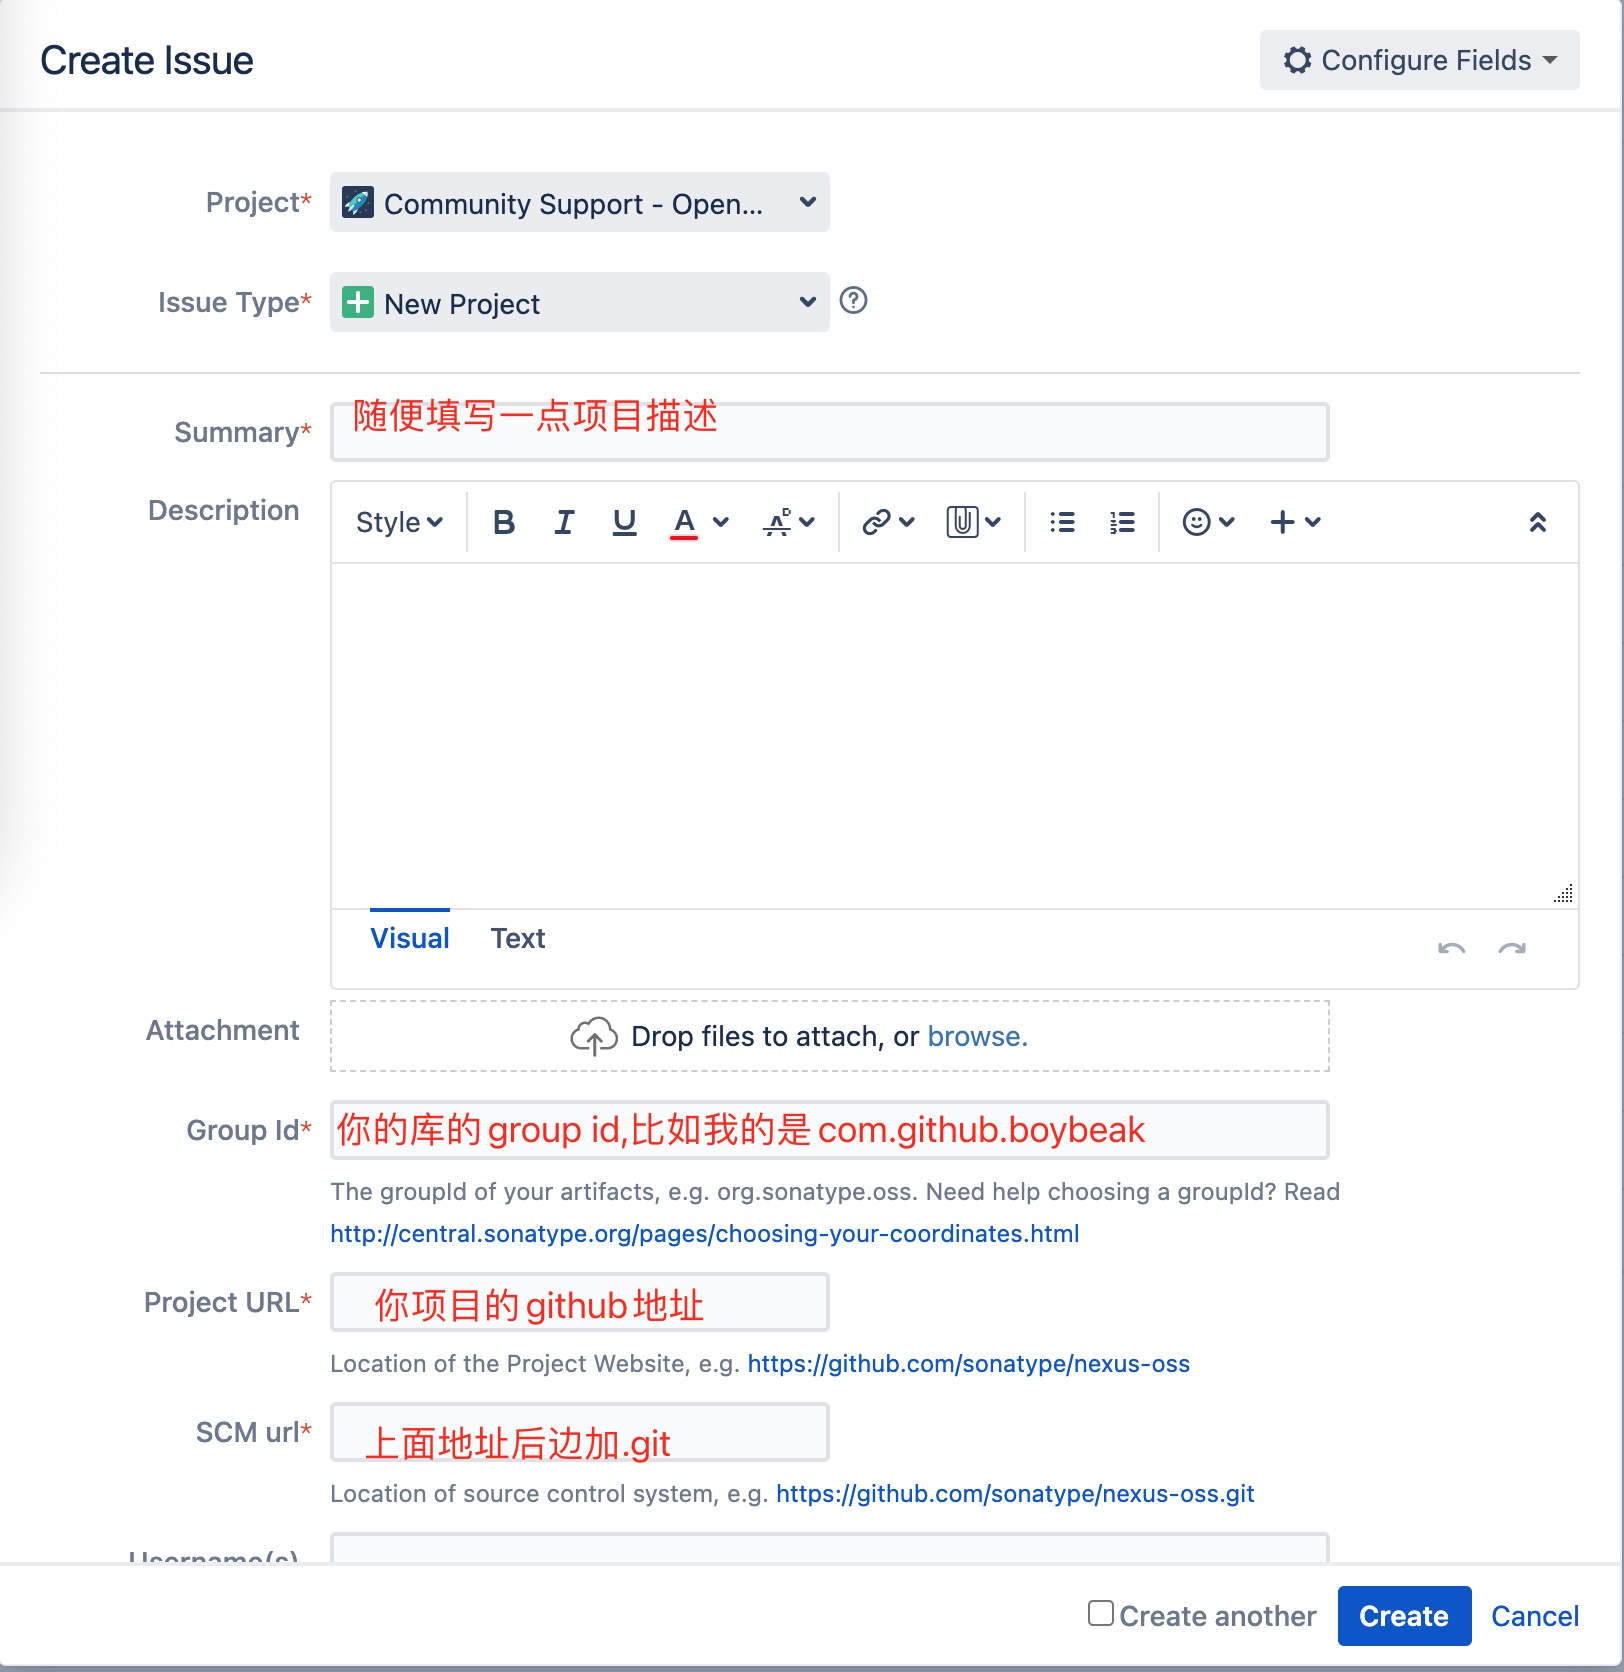 Create Issue
Configure Fields
Project*
Community Support - Open...
Issue Type*
New Project
Summary*
随便填写一点项目描述
Description
Style
Visual
Text
Attachment
Drop files to attach, or browse.
Group Id*
你的库的group id,比如我的是com.github.boybeak
The groupId of your artifacts, e.g. org.sonatype.oss. Need help choosing a groupId? Read
http://central.sonatype.org/pages/choosing-your-coordinates.html
Project URL*
你项目的github地址
Location of the Project Website, e.g. https://github.com/sonatype/nexus-oss
SCM url*
上面地址后边加.git
Location of source control system, e.g. https://github.com/sonatype/nexus-oss.git
Username(s)
Create another
Create
Cancel